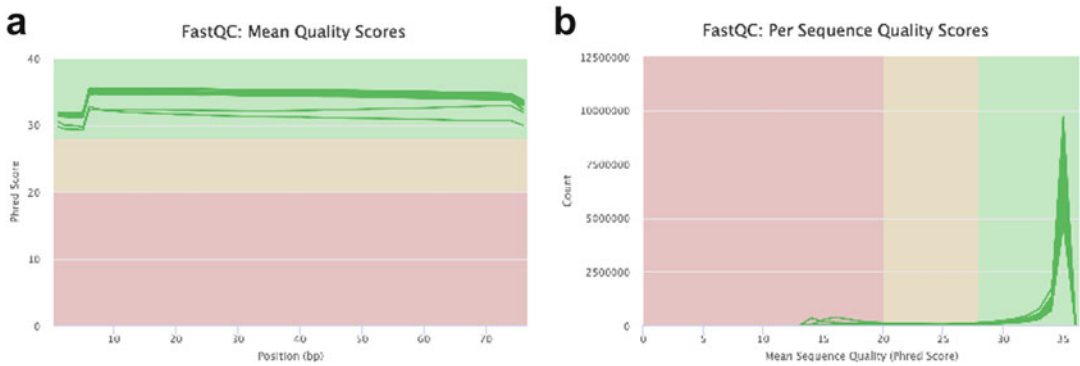 a
FastQC: Mean Quality Scores
40
30
20
10
0
Phred Score
10 20 30 40 50 60 70
Position (bp)
b
FastQC: Per Sequence Quality Scores
12500000
10000000
7500000
5000000
2500000
0
Count
0 5 10 15 20 25 30 35
Mean Sequence Quality (Phred Score)